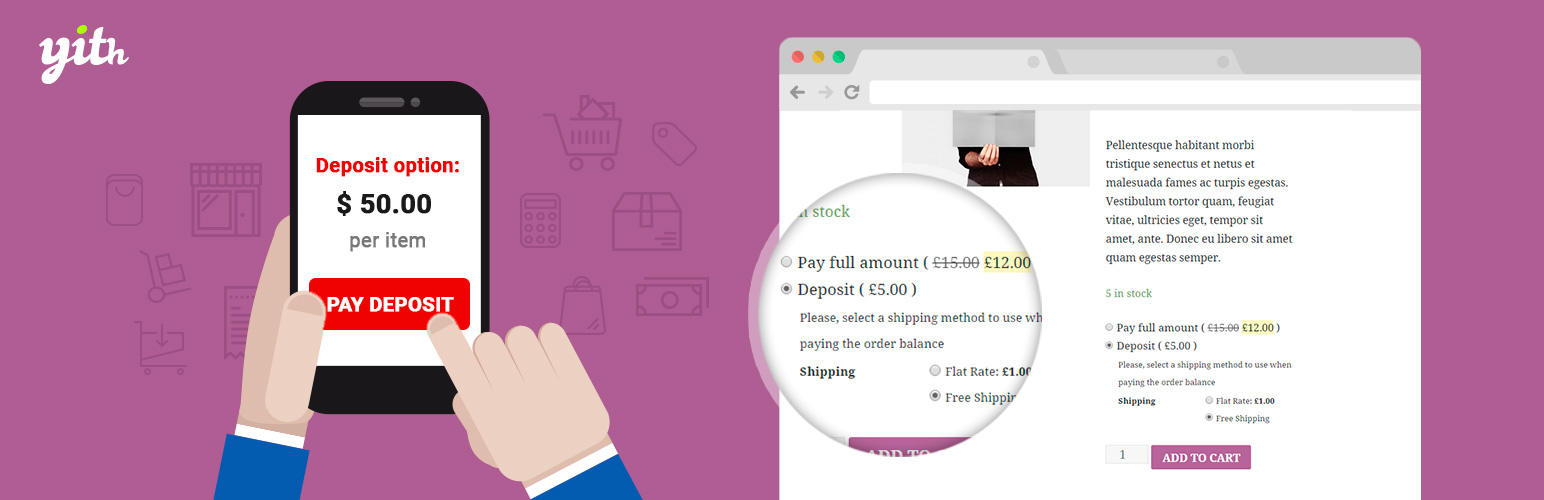 yith
Deposit option:
$ 50.00
per item
PAY DEPOSIT
in stock
Pay full amount ( £15.00 £12.00
Deposit ( £5.00 )
Please, select a shipping method to use wh
paying the order balance
Shipping
Flat Rate: £1.00
Free Shippin
ADD TO
Pellentesque habitant morbi
tristique senectus et netus et
malesuada fames ac turpis egestas.
Vestibulum tortor quam, feugiat
vitae, ultricies eget, tempor sit
amet, ante. Donec eu libero sit amet
quam egestas semper.
5 in stock
Pay full amount ( £15.00 £12.00 )
Deposit ( £5.00 )
Please, select a shipping method to use when
paying the order balance
Shipping
Flat Rate: £1.00
Free Shipping
1
ADD TO CART